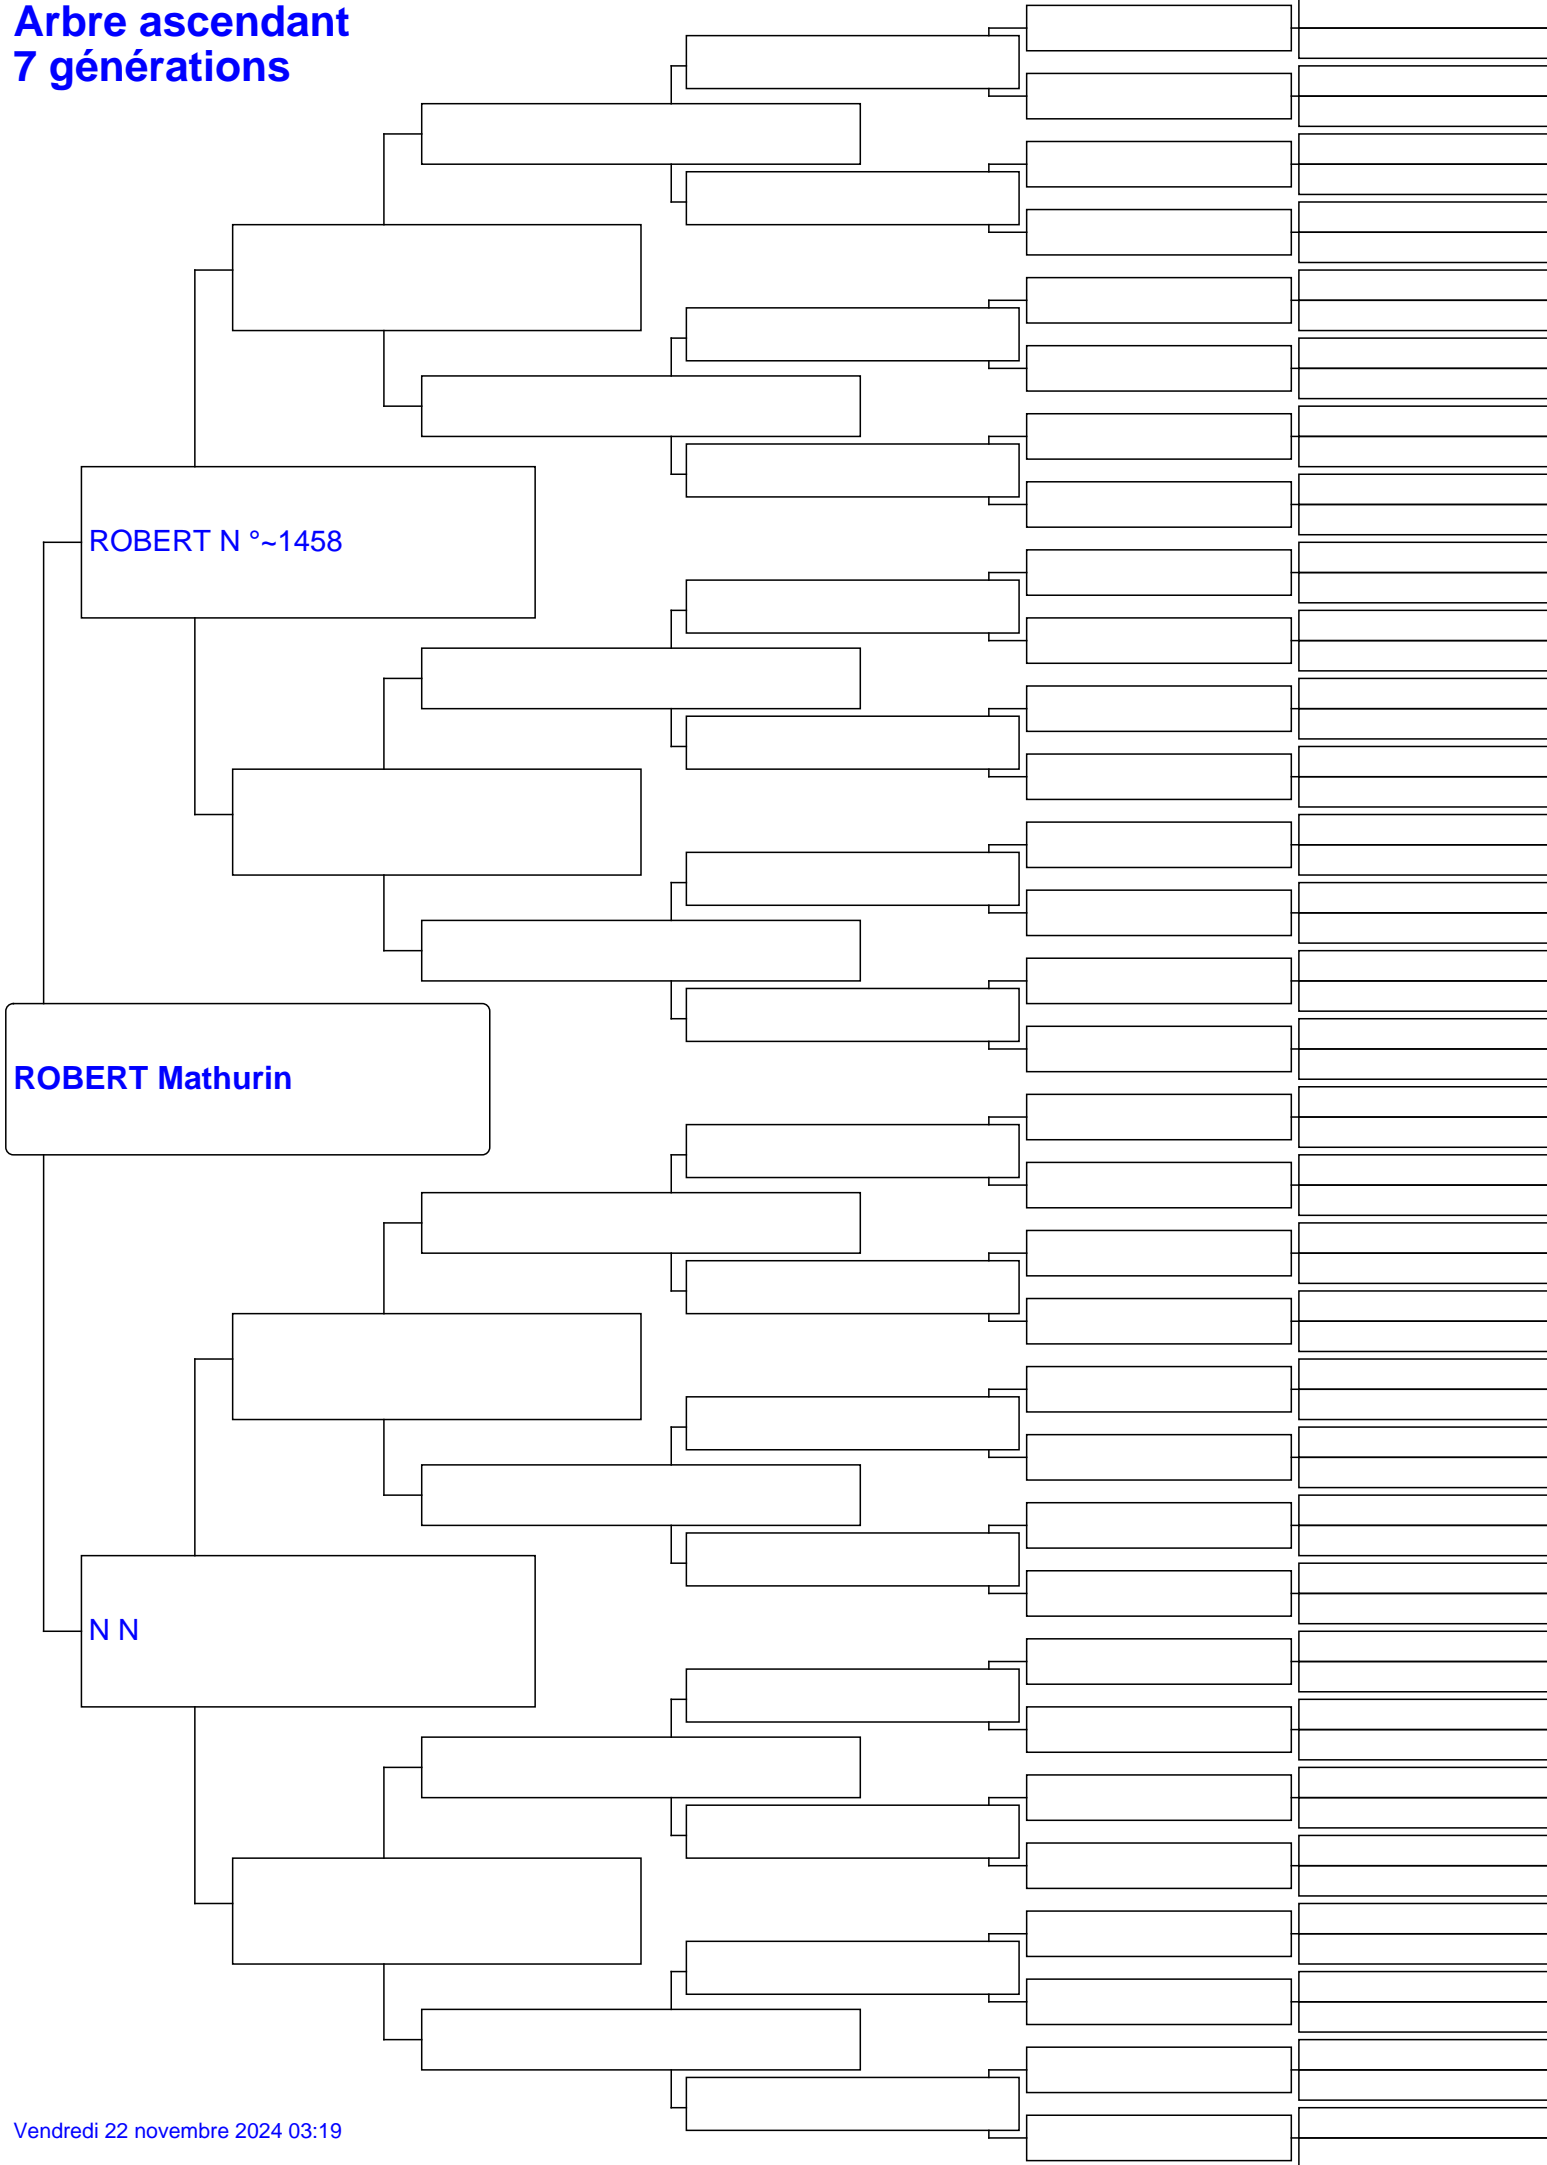 Arbre ascendant
7 générations
ROBERT N °~1458
ROBERT Mathurin
N N
Vendredi 22 novembre 2024 03:19